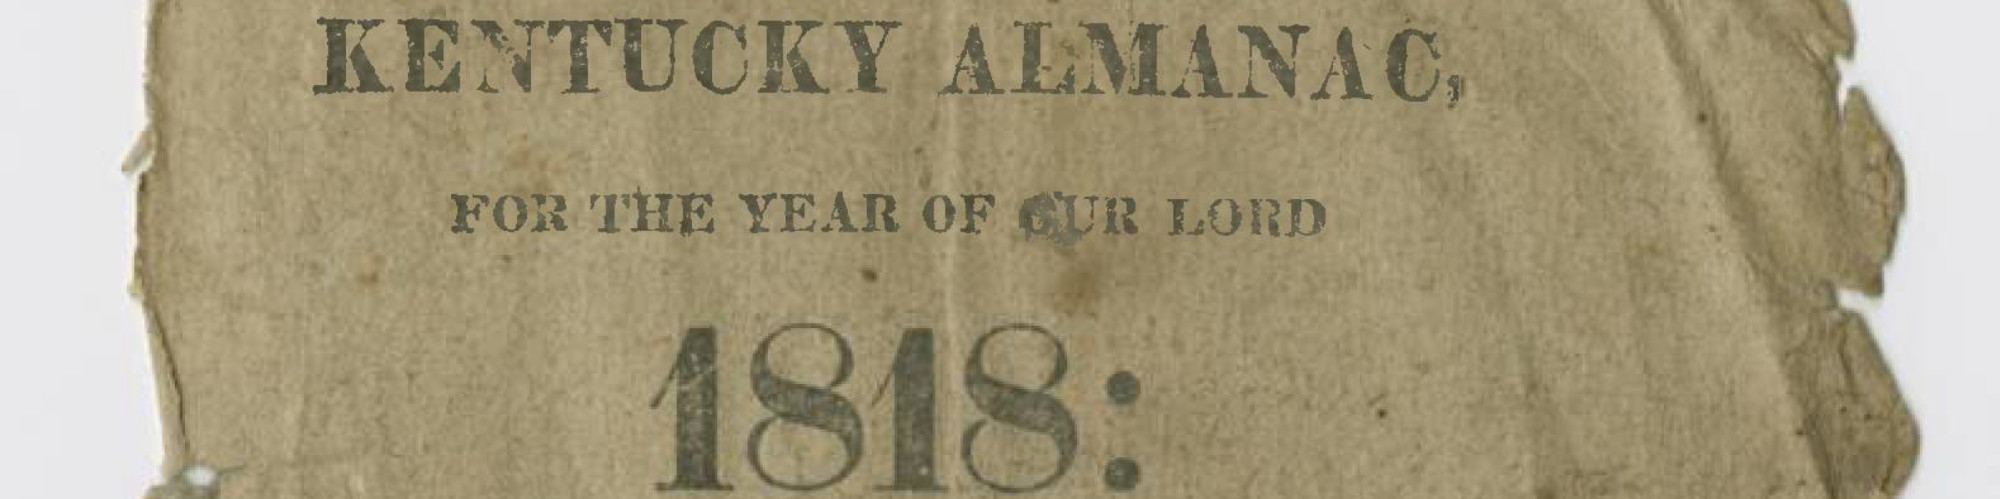 KENTUCKY ALMANAC,
FOR THE YEAR OF OUR LORD
1818: